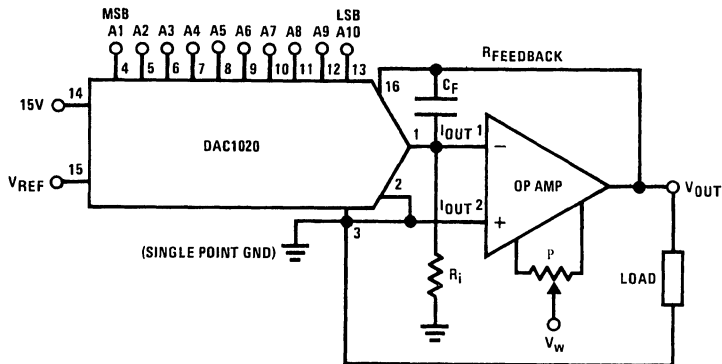 MSB LSB
A1 A2 A3 A4 A5 A6 A7 A8 A9 A10
4 5 6 7 8 9 10 11 12 13
16
RFEEDBACK
CF
15V 14
DAC1020
1 IOUT 1
−
OP AMP
VOUT
VREF 15
2
IOUT 2
+
3
(SINGLE POINT GND)
Ri
P
LOAD
VW